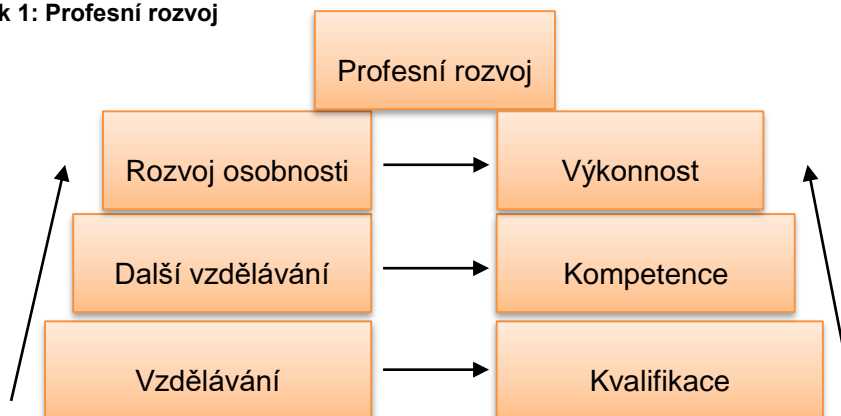 k 1: Profesní rozvoj
Profesní rozvoj
Rozvoj osobnosti
Výkonnost
Další vzdělávání
Kompetence
Vzdělávání
Kvalifikace